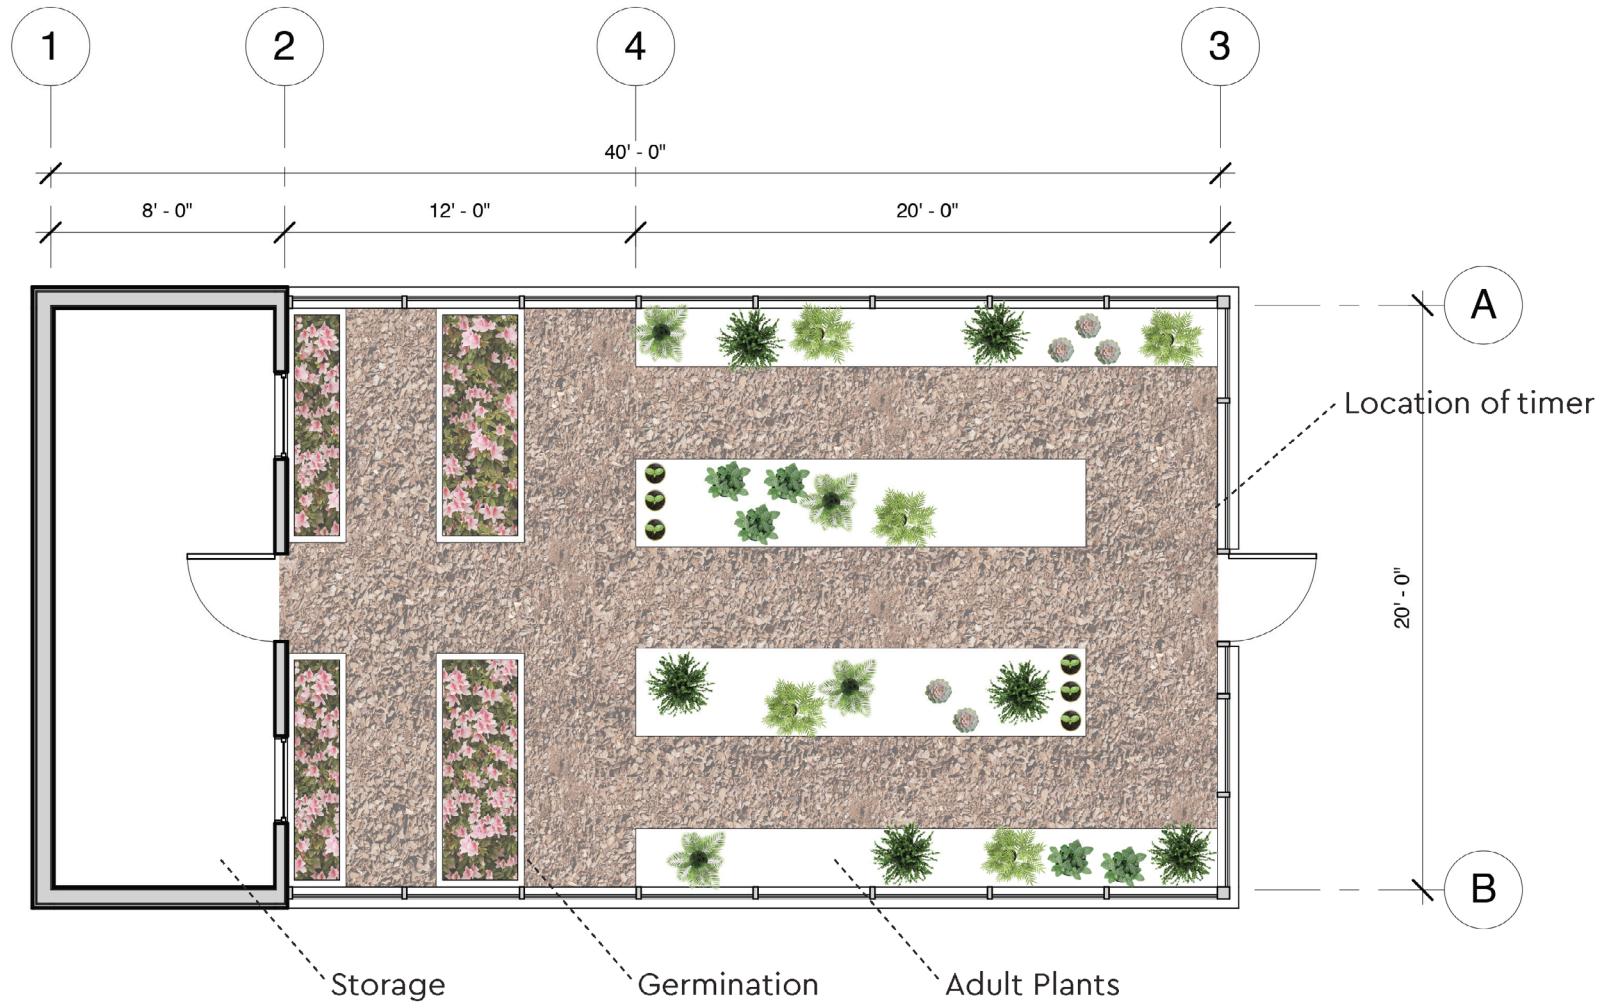 1 2 4 3
40' - 0"
8' - 0" 12' - 0" 20' - 0"
A
Location of timer
20' - 0"
B
Storage Germination Adult Plants